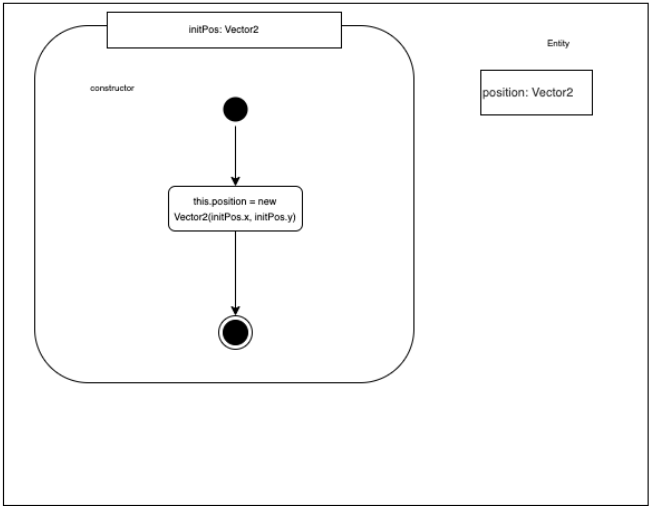 initPos: Vector2
Entity
constructor
position: Vector2
this.position = new
Vector2(initPos.x, initPos.y)